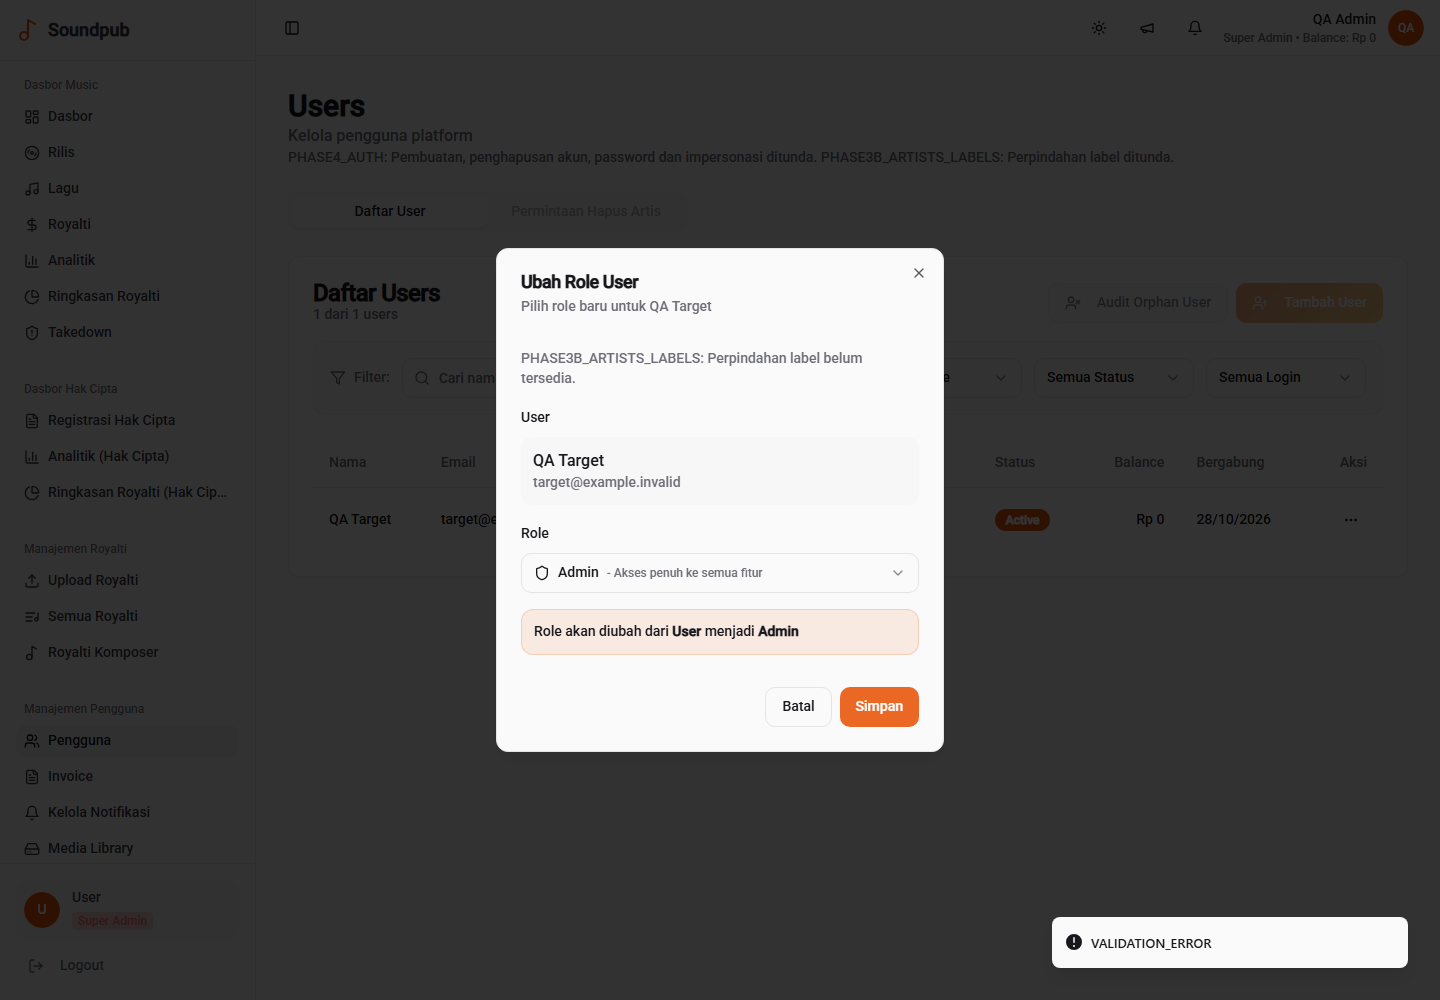 Soundpub
QA Admin
Super Admin • Balance: Rp 0
QA
Dasbor Music
Dasbor
Rilis
Lagu
Royalti
Analitik
Ringkasan Royalti
Takedown
Dasbor Hak Cipta
Registrasi Hak Cipta
Analitik (Hak Cipta)
Ringkasan Royalti (Hak Cip...
Manajemen Royalti
Upload Royalti
Semua Royalti
Royalti Komposer
Manajemen Pengguna
Pengguna
Invoice
Kelola Notifikasi
Media Library
U
User
Super Admin
Logout
Users
Kelola pengguna platform
PHASE4_AUTH: Pembuatan, penghapusan akun, password dan impersonasi ditunda. PHASE3B_ARTISTS_LABELS: Perpindahan label ditunda.
Daftar User
Permintaan Hapus Artis
Daftar Users
1 dari 1 users
Audit Orphan User
Tambah User
Filter:
Cari nam
e
Semua Status
Semua Login
Nama
Email
Status
Balance
Bergabung
Aksi
QA Target
target@e
Active
Rp 0
28/10/2026
Ubah Role User
Pilih role baru untuk QA Target
PHASE3B_ARTISTS_LABELS: Perpindahan label belum
tersedia.
User
QA Target
target@example.invalid
Role
Admin - Akses penuh ke semua fitur
Role akan diubah dari User menjadi Admin
Batal
Simpan
VALIDATION_ERROR